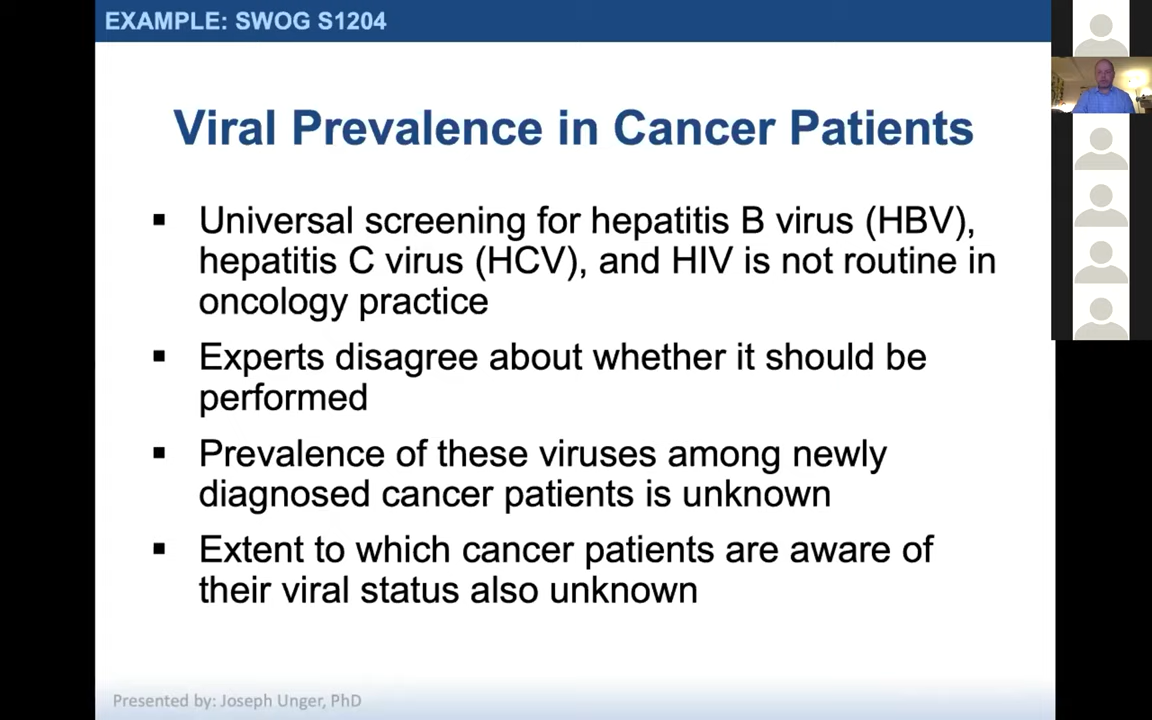 EXAMPLE: SWOG S1204
Viral Prevalence in Cancer Patients
▪ Universal screening for hepatitis B virus (HBV),
hepatitis C virus (HCV), and HIV is not routine in
oncology practice
▪ Experts disagree about whether it should be
performed
▪ Prevalence of these viruses among newly
diagnosed cancer patients is unknown
▪ Extent to which cancer patients are aware of
their viral status also unknown
Presented by: Joseph Unger, PhD